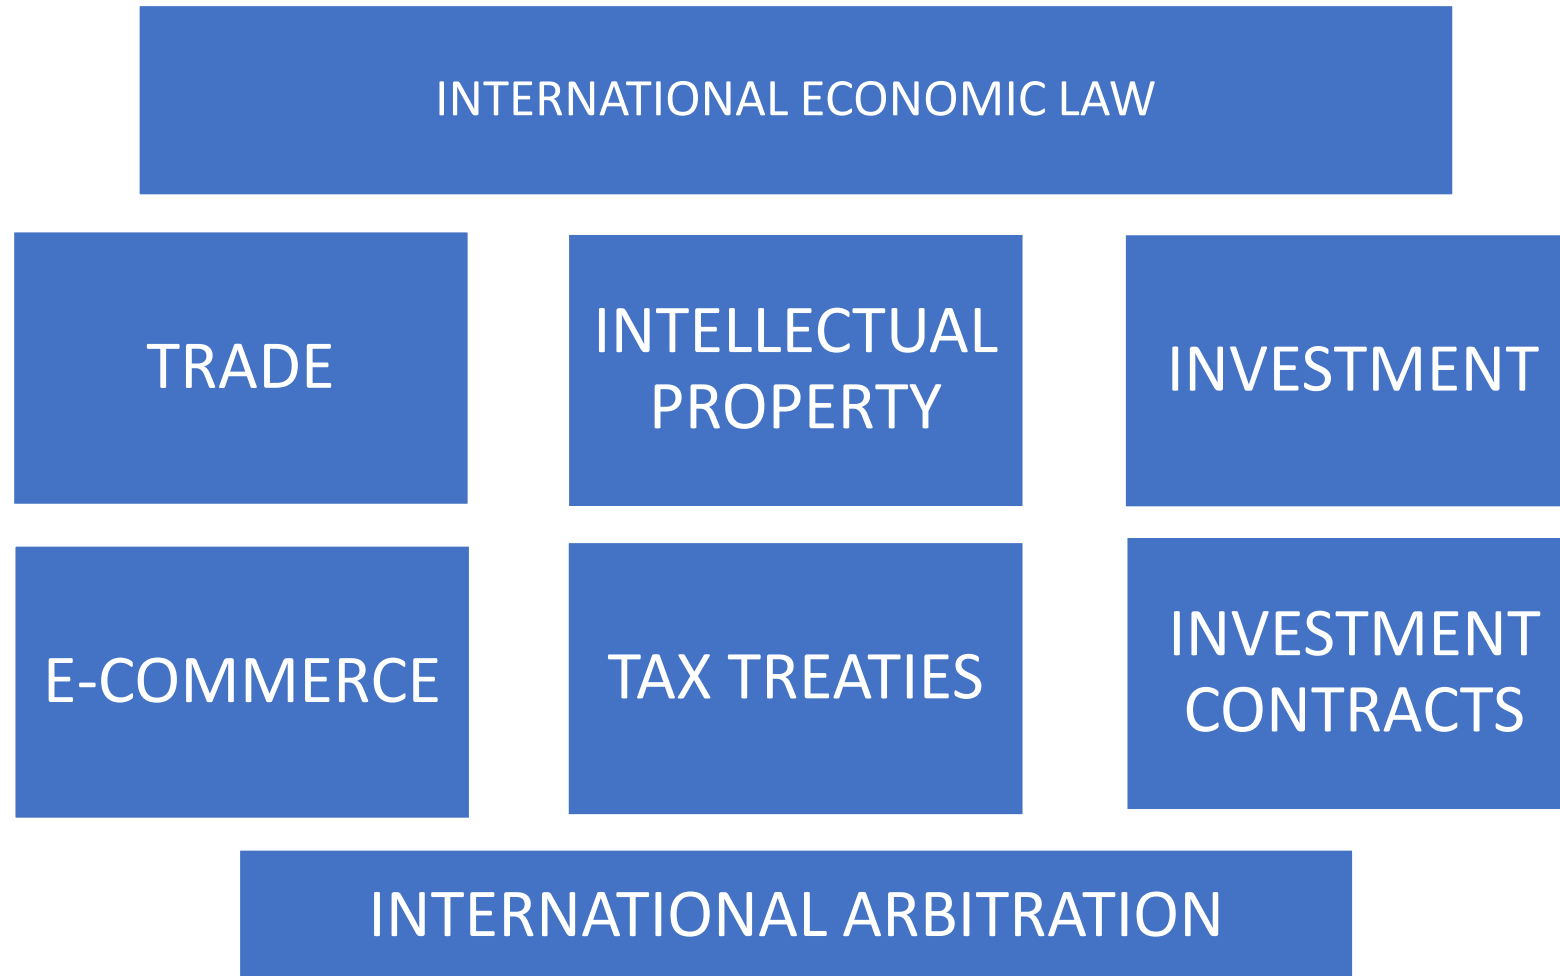 INTERNATIONAL ECONOMIC LAW
TRADE
INTELLECTUAL
PROPERTY
INVESTMENT
E-COMMERCE
TAX TREATIES
INVESTMENT
CONTRACTS
INTERNATIONAL ARBITRATION